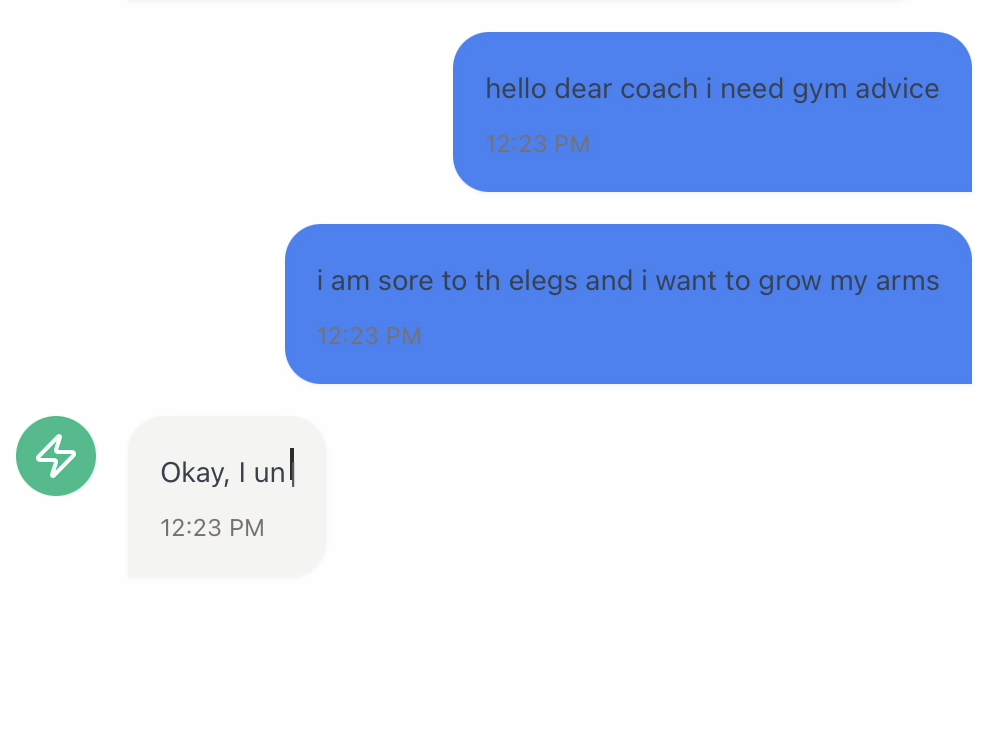 hello dear coach i need gym advice
12:23 PM
i am sore to th elegs and i want to grow my arms
12:23 PM
Okay, I un
12:23 PM